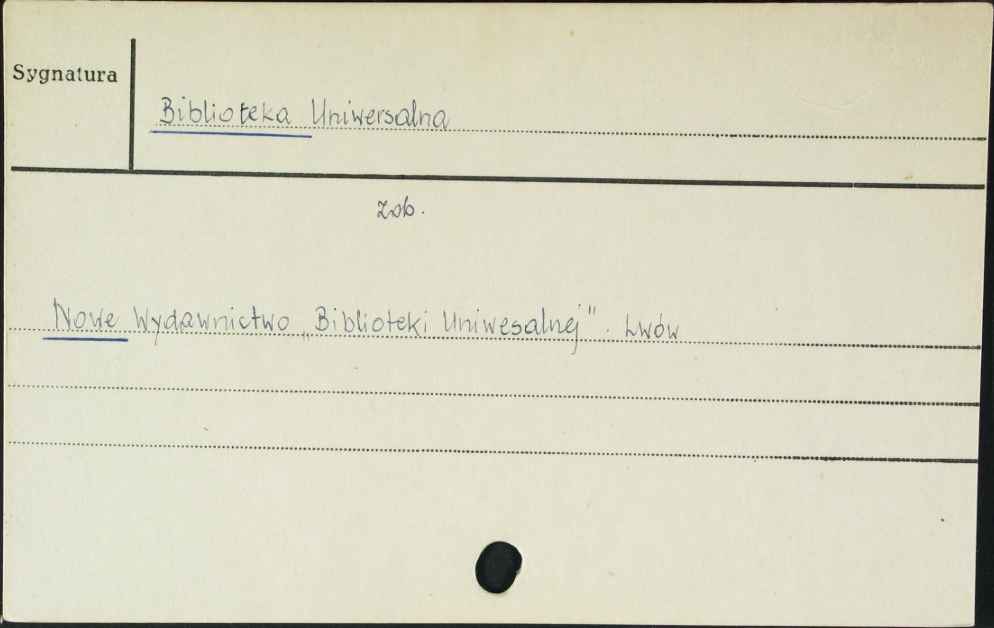 Sygnatura
Biblioteka Uniwersalna
zob.
Nowe Wydawnictwo „Biblioteki Uniwesalnej". Lwów